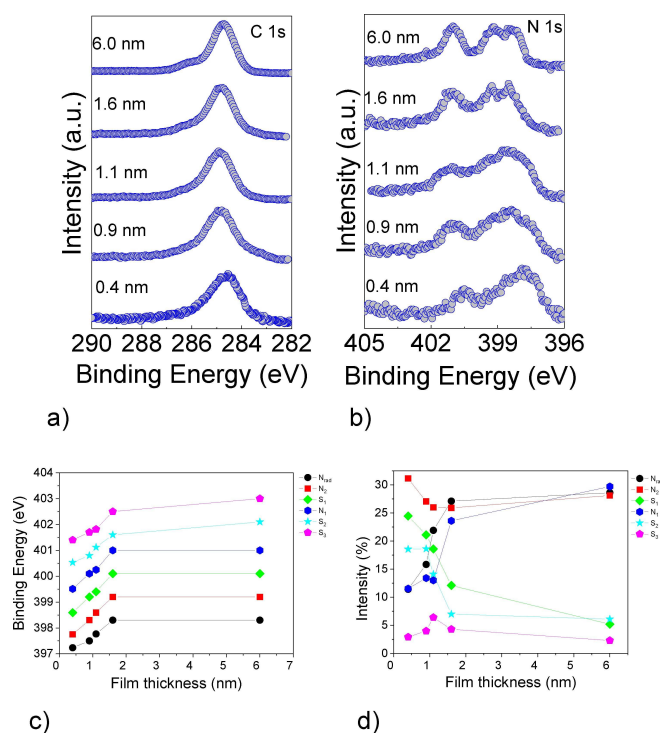 C 1s
6.0 nm
1.6 nm
1.1 nm
0.9 nm
0.4 nm
Intensity (a.u.)
290 288 286 284 282
Binding Energy (eV)
a)
N 1s
6.0 nm
1.6 nm
1.1 nm
0.9 nm
0.4 nm
Intensity (a.u.)
405 402 399 396
Binding Energy (eV)
b)
404
403
402
401
400
399
398
397
Binding Energy (eV)
0 1 2 3 4 5 6 7
Film thickness (nm)
Nrad
N2
S1
N1
S2
S3
c)
30
25
20
15
10
5
0
Intensity (%)
0 1 2 3 4 5 6
Film thickness (nm)
Nra
N2
S1
N1
S2
S3
d)